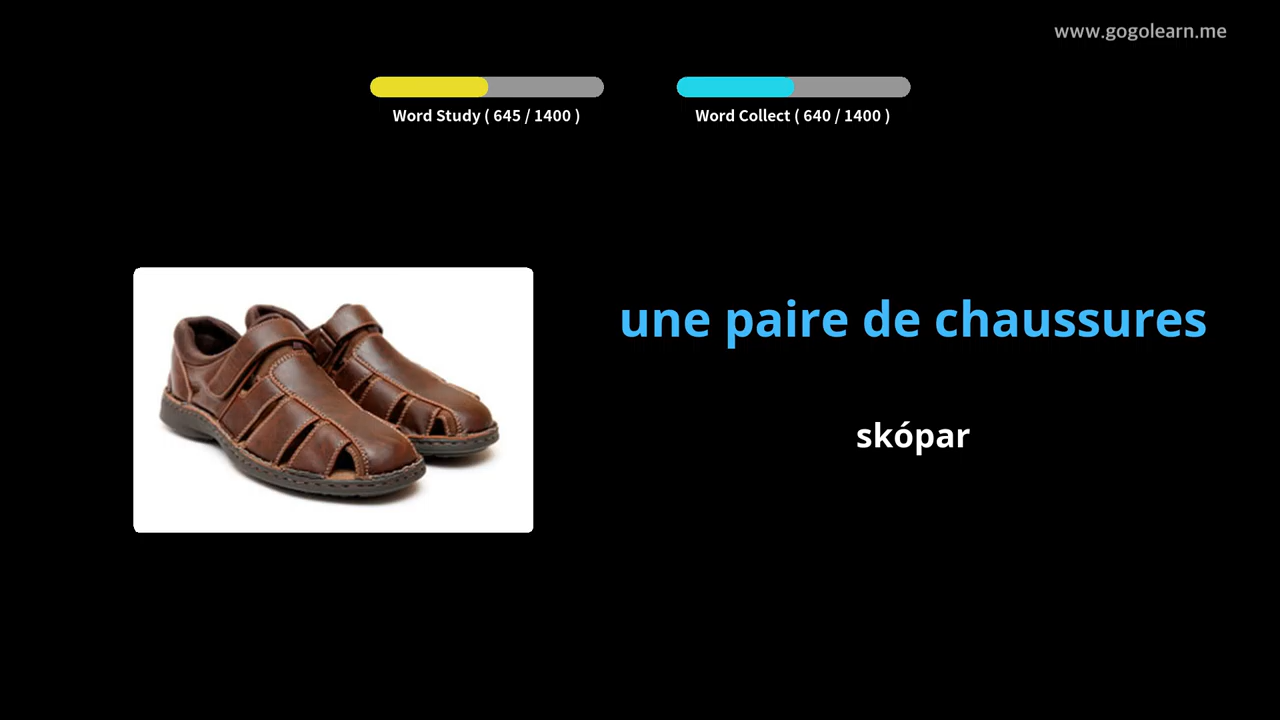 www.gogolearn.me
Word Study ( 645 / 1400 )
Word Collect ( 640 / 1400 )
une paire de chaussures
skópar